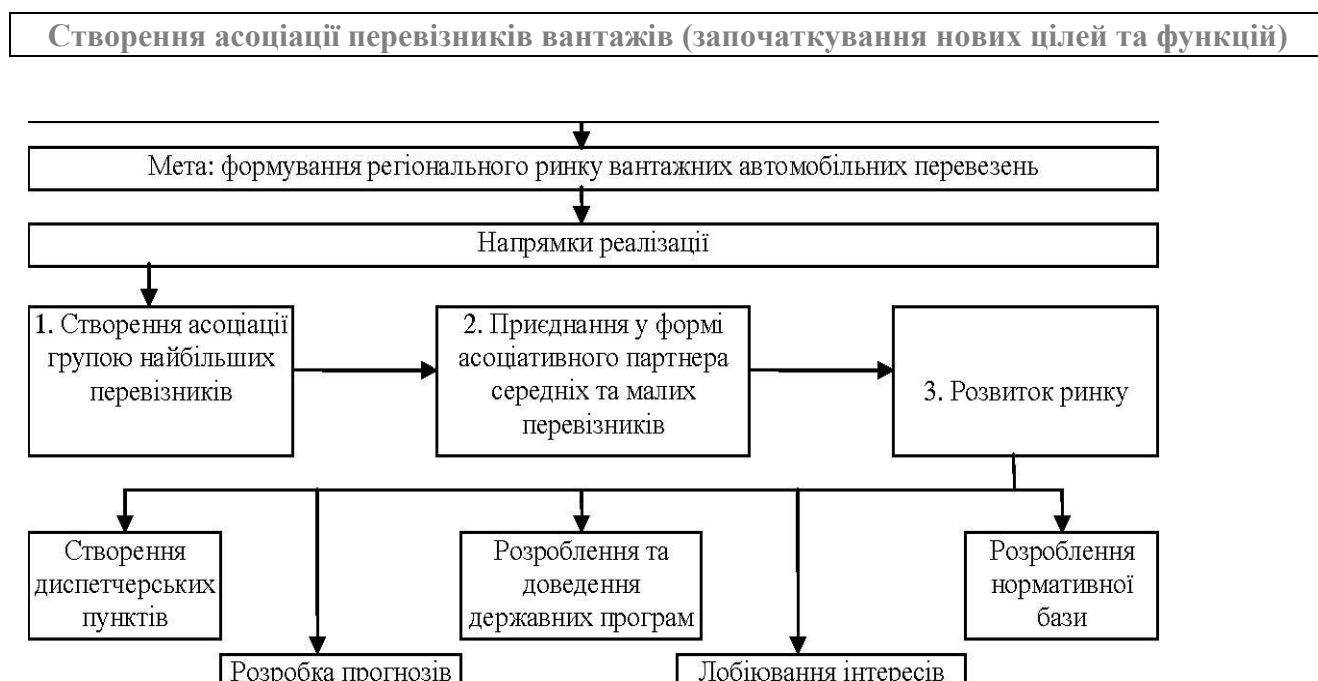 Створення асоціації перевізників вантажів (започаткування нових цілей та функцій)
Мета: формування регіонального ринку вантажних автомобільних перевезень
Напрямки реалізації
1. Створення асоціації
групою найбільших
перевізників
2. Приєднання у формі
асоціативного партнера
середніх та малих
перевізників
3. Розвиток ринку
Створення
диспетчерських
пунктів
Розроблення та
доведення
державних програм
Розроблення
нормативної
бази
Розробка прогнозів
Лобіювання інтересів